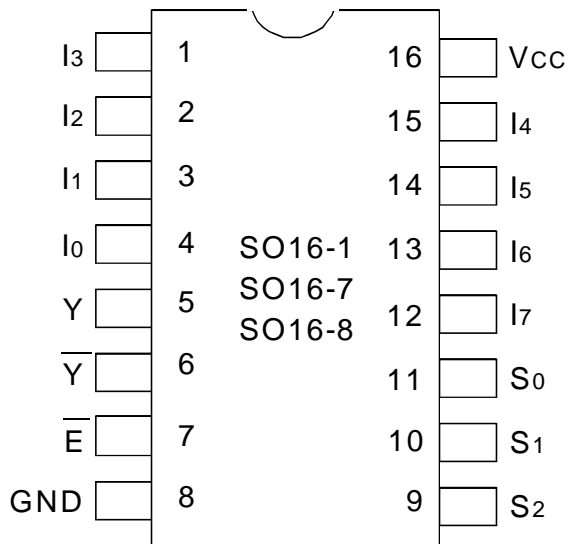 I3 1 16 VCC
I2 2 15 I4
I1 3 14 I5
I0 4 SO16-1 13 I6
Y 5 SO16-7 12 I7
SO16-8
Y̅ 6 11 S0
E̅ 7 10 S1
GND 8 9 S2